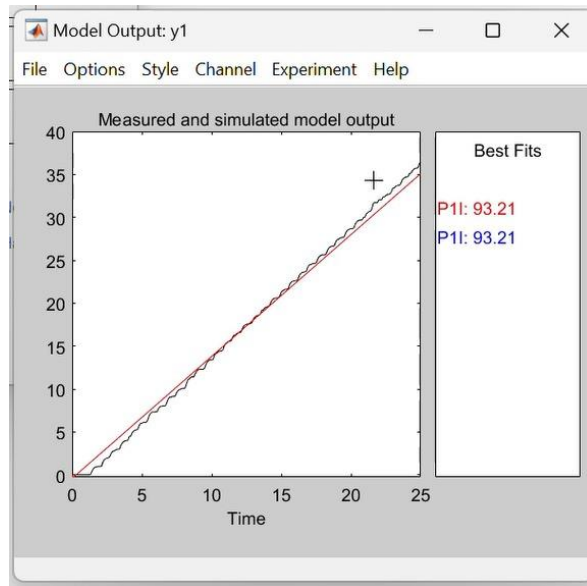 Model Output: y1
File Options Style Channel Experiment Help
Measured and simulated model output
Best Fits
P1I: 93.21
P1I: 93.21
40
35
30
25
20
15
10
5
0
0 5 10 15 20 25
Time